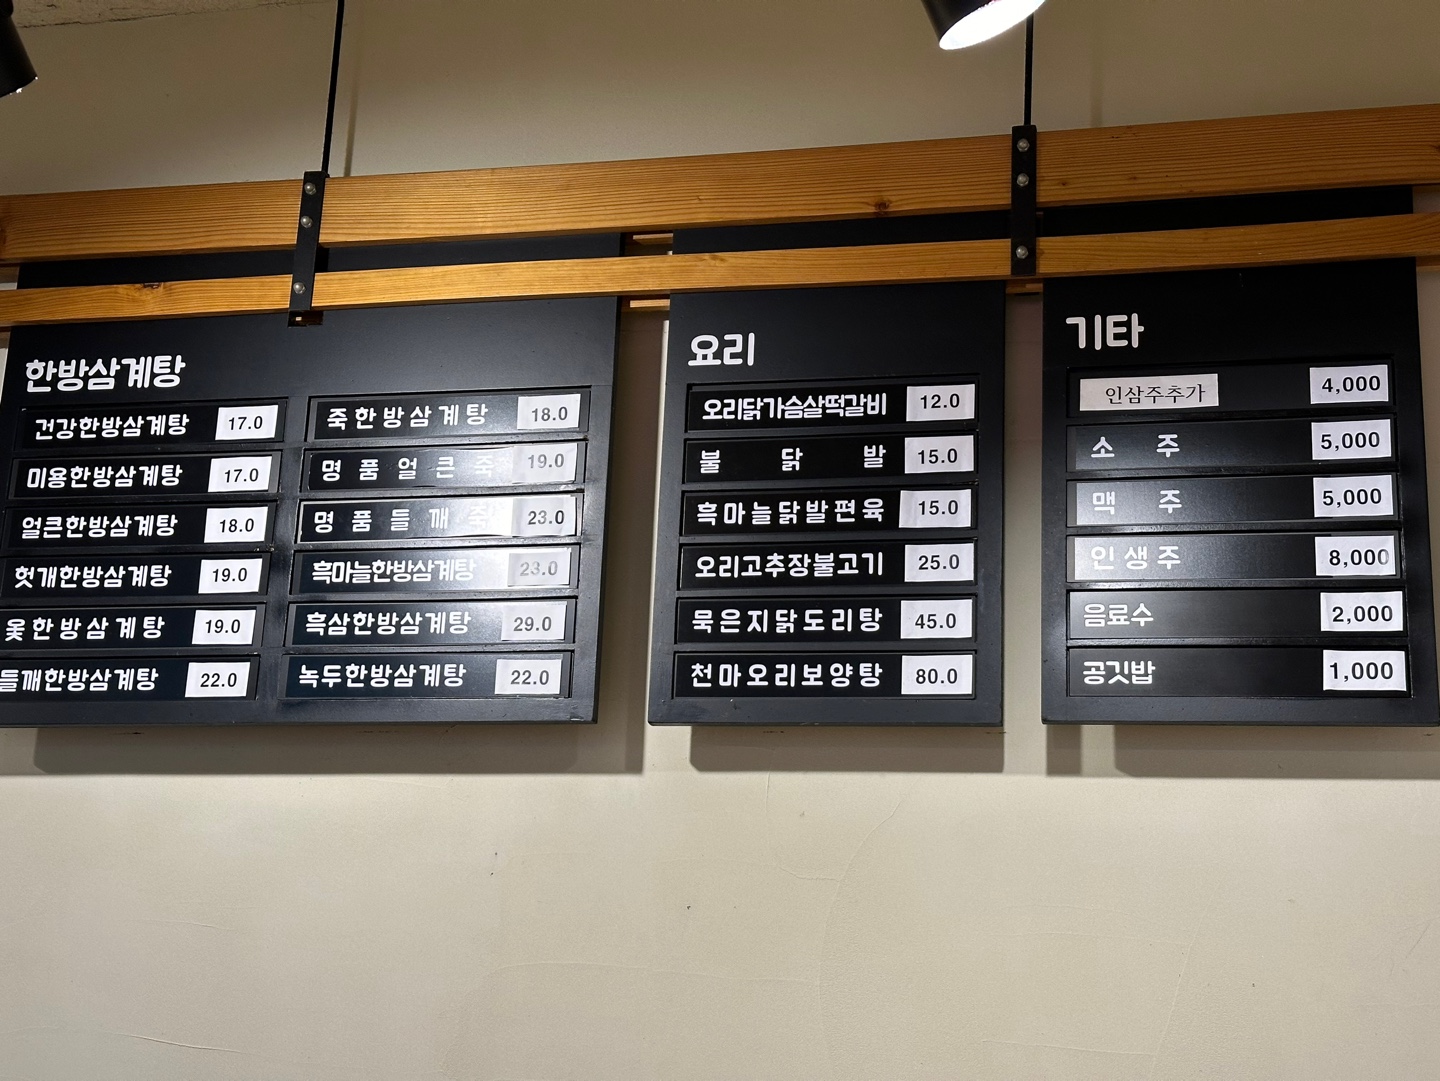 한방삼계탕
건강한방삼계탕 17.0
미용한방삼계탕 17.0
얼큰한방삼계탕 18.0
헛개한방삼계탕 19.0
옻한방삼계탕 19.0
들깨한방삼계탕 22.0
죽한방삼계탕 18.0
명품얼큰죽 19.0
명품들깨죽 23.0
흑마늘한방삼계탕 23.0
흑삼한방삼계탕 29.0
녹두한방삼계탕 22.0
요리
오리닭가슴살떡갈비 12.0
불닭발 15.0
흑마늘닭발편육 15.0
오리고추장불고기 25.0
묵은지닭도리탕 45.0
천마오리보양탕 80.0
기타
인삼주추가 4,000
소주 5,000
맥주 5,000
인생주 8,000
음료수 2,000
공깃밥 1,000